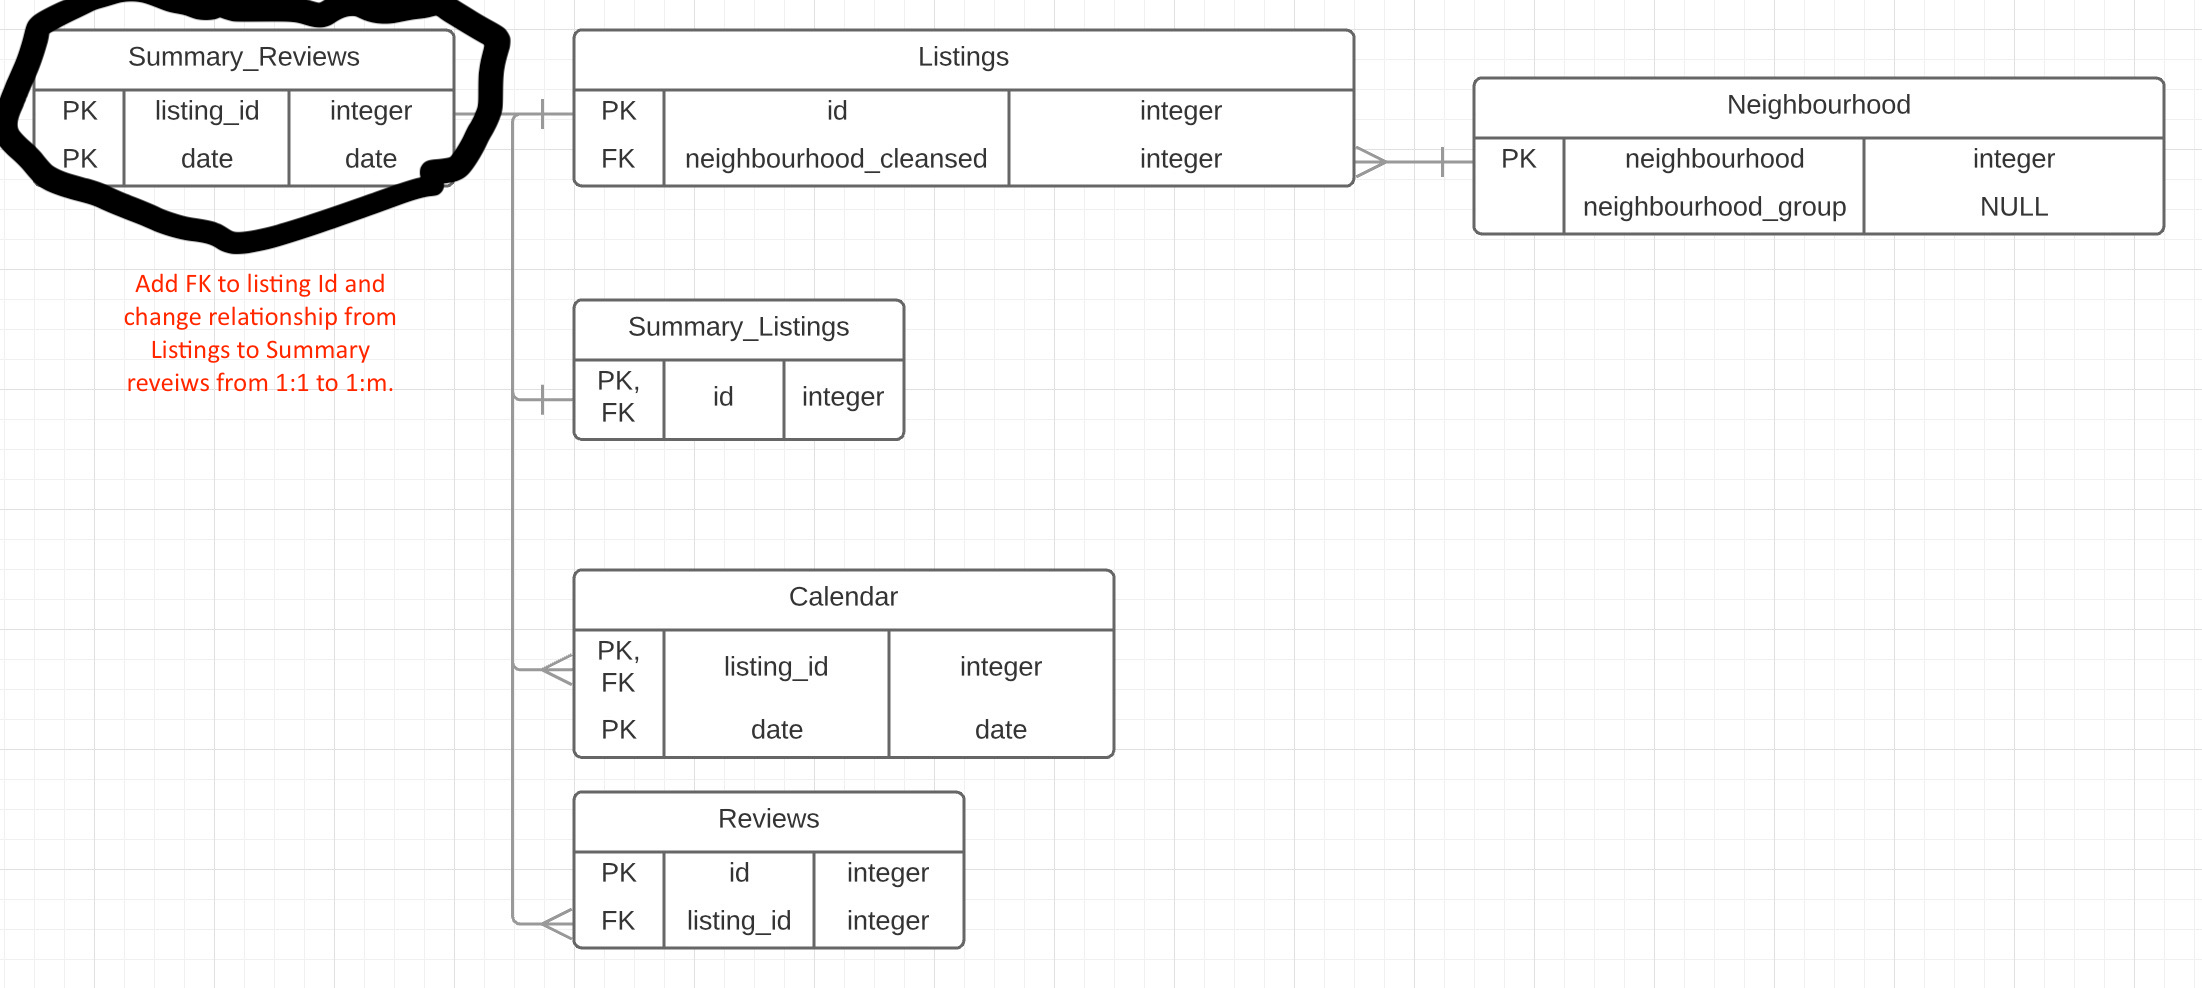 Summary_Reviews
PK listing_id integer
PK date date
Add FK to listing Id and
change relationship from
Listings to Summary
reveiws from 1:1 to 1:m.
Listings
PK id integer
FK neighbourhood_cleansed integer
Neighbourhood
PK neighbourhood integer
neighbourhood_group NULL
Summary_Listings
PK,
FK id integer
Calendar
PK,
FK listing_id integer
PK date date
Reviews
PK id integer
FK listing_id integer